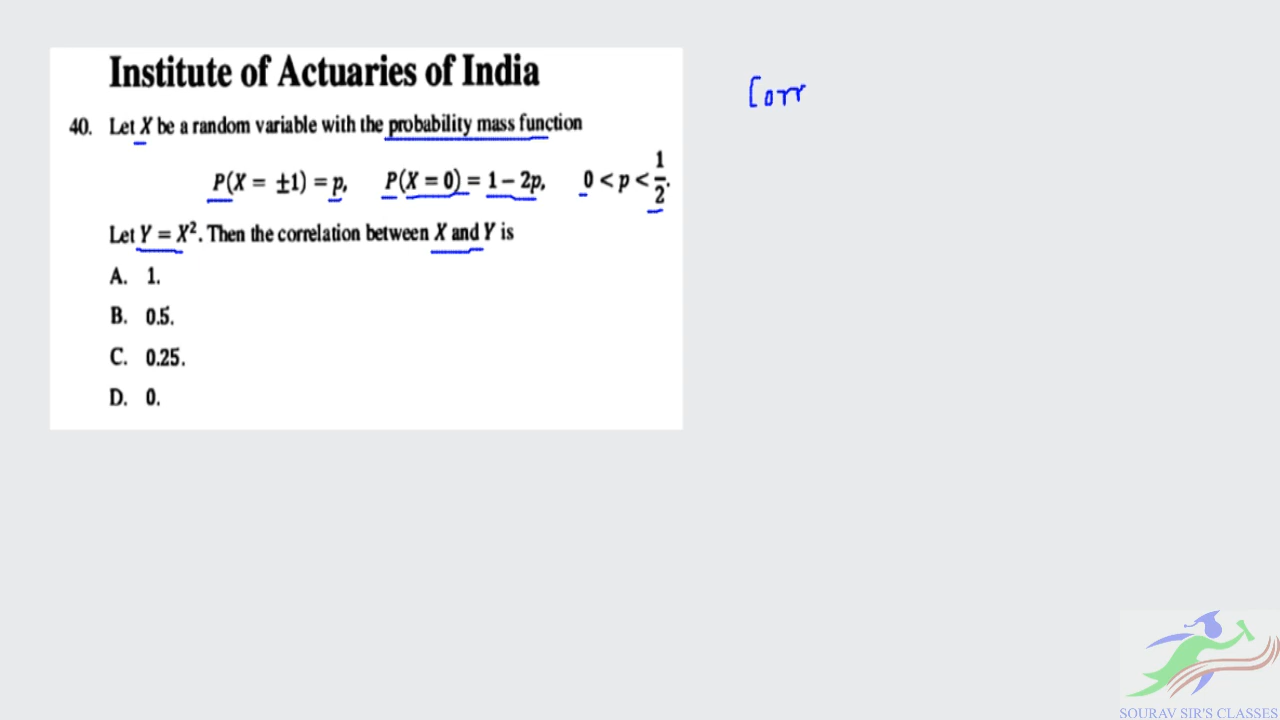 Institute of Actuaries of India
40. Let X be a random variable with the probability mass function
P(X = ±1) = p, P(X = 0) = 1 − 2p, 0 < p < 1/2.
Let Y = X². Then the correlation between X and Y is
A. 1.
B. 0.5.
C. 0.25.
D. 0.
Corr
SOURAV SIR'S CLASSES